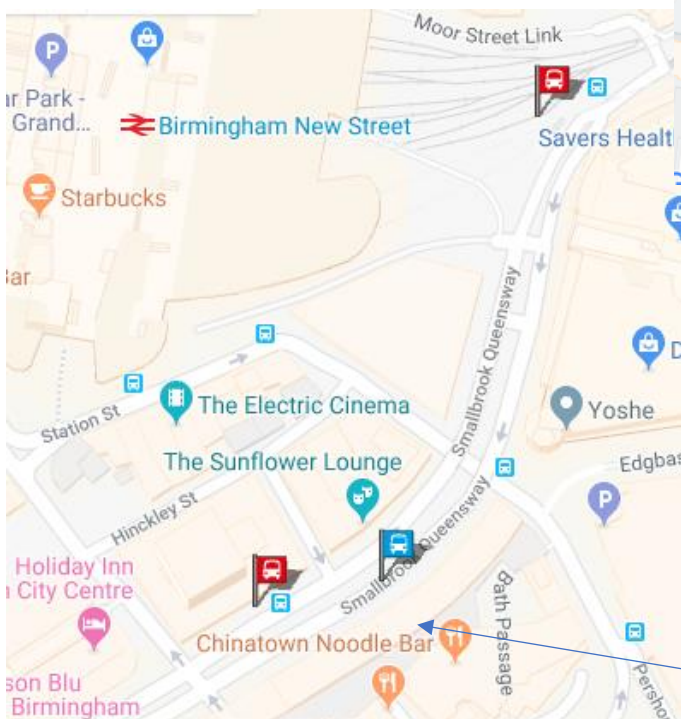 Moor Street Link
ar Park -
Grand...
Birmingham New Street
Savers Healt
Starbucks
Bar
Smallbrook Queensway
D
Station St
The Electric Cinema
Yoshe
The Sunflower Lounge
Edgbas
Hinckley St
P
P
Holiday Inn
n City Centre
Smallbrook Queensway
Chinatown Noodle Bar
Bath Passage
Persho
son Blu
Birmingham